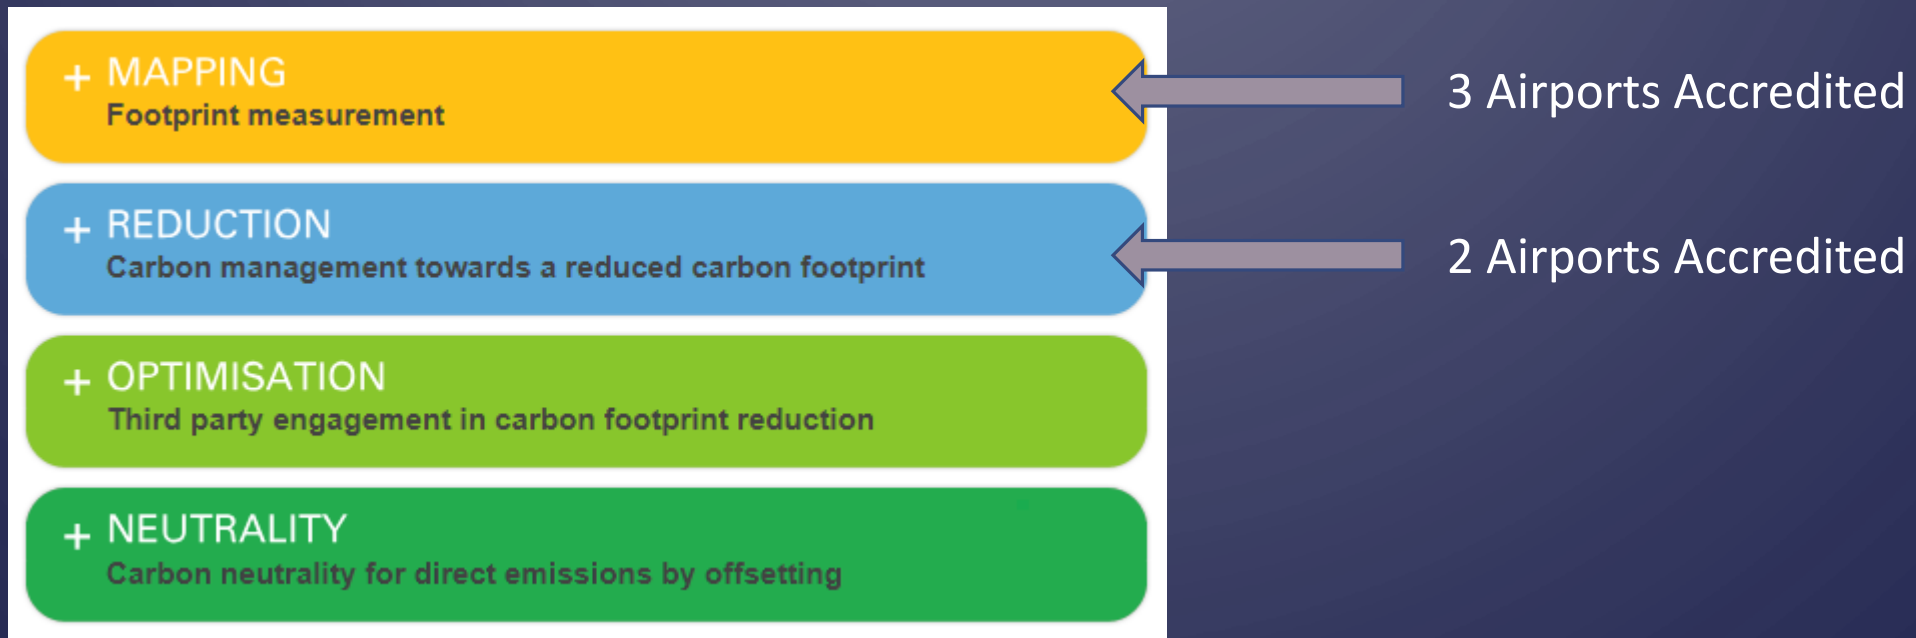 + MAPPING
Footprint measurement
3 Airports Accredited
+ REDUCTION
Carbon management towards a reduced carbon footprint
2 Airports Accredited
+ OPTIMISATION
Third party engagement in carbon footprint reduction
+ NEUTRALITY
Carbon neutrality for direct emissions by offsetting